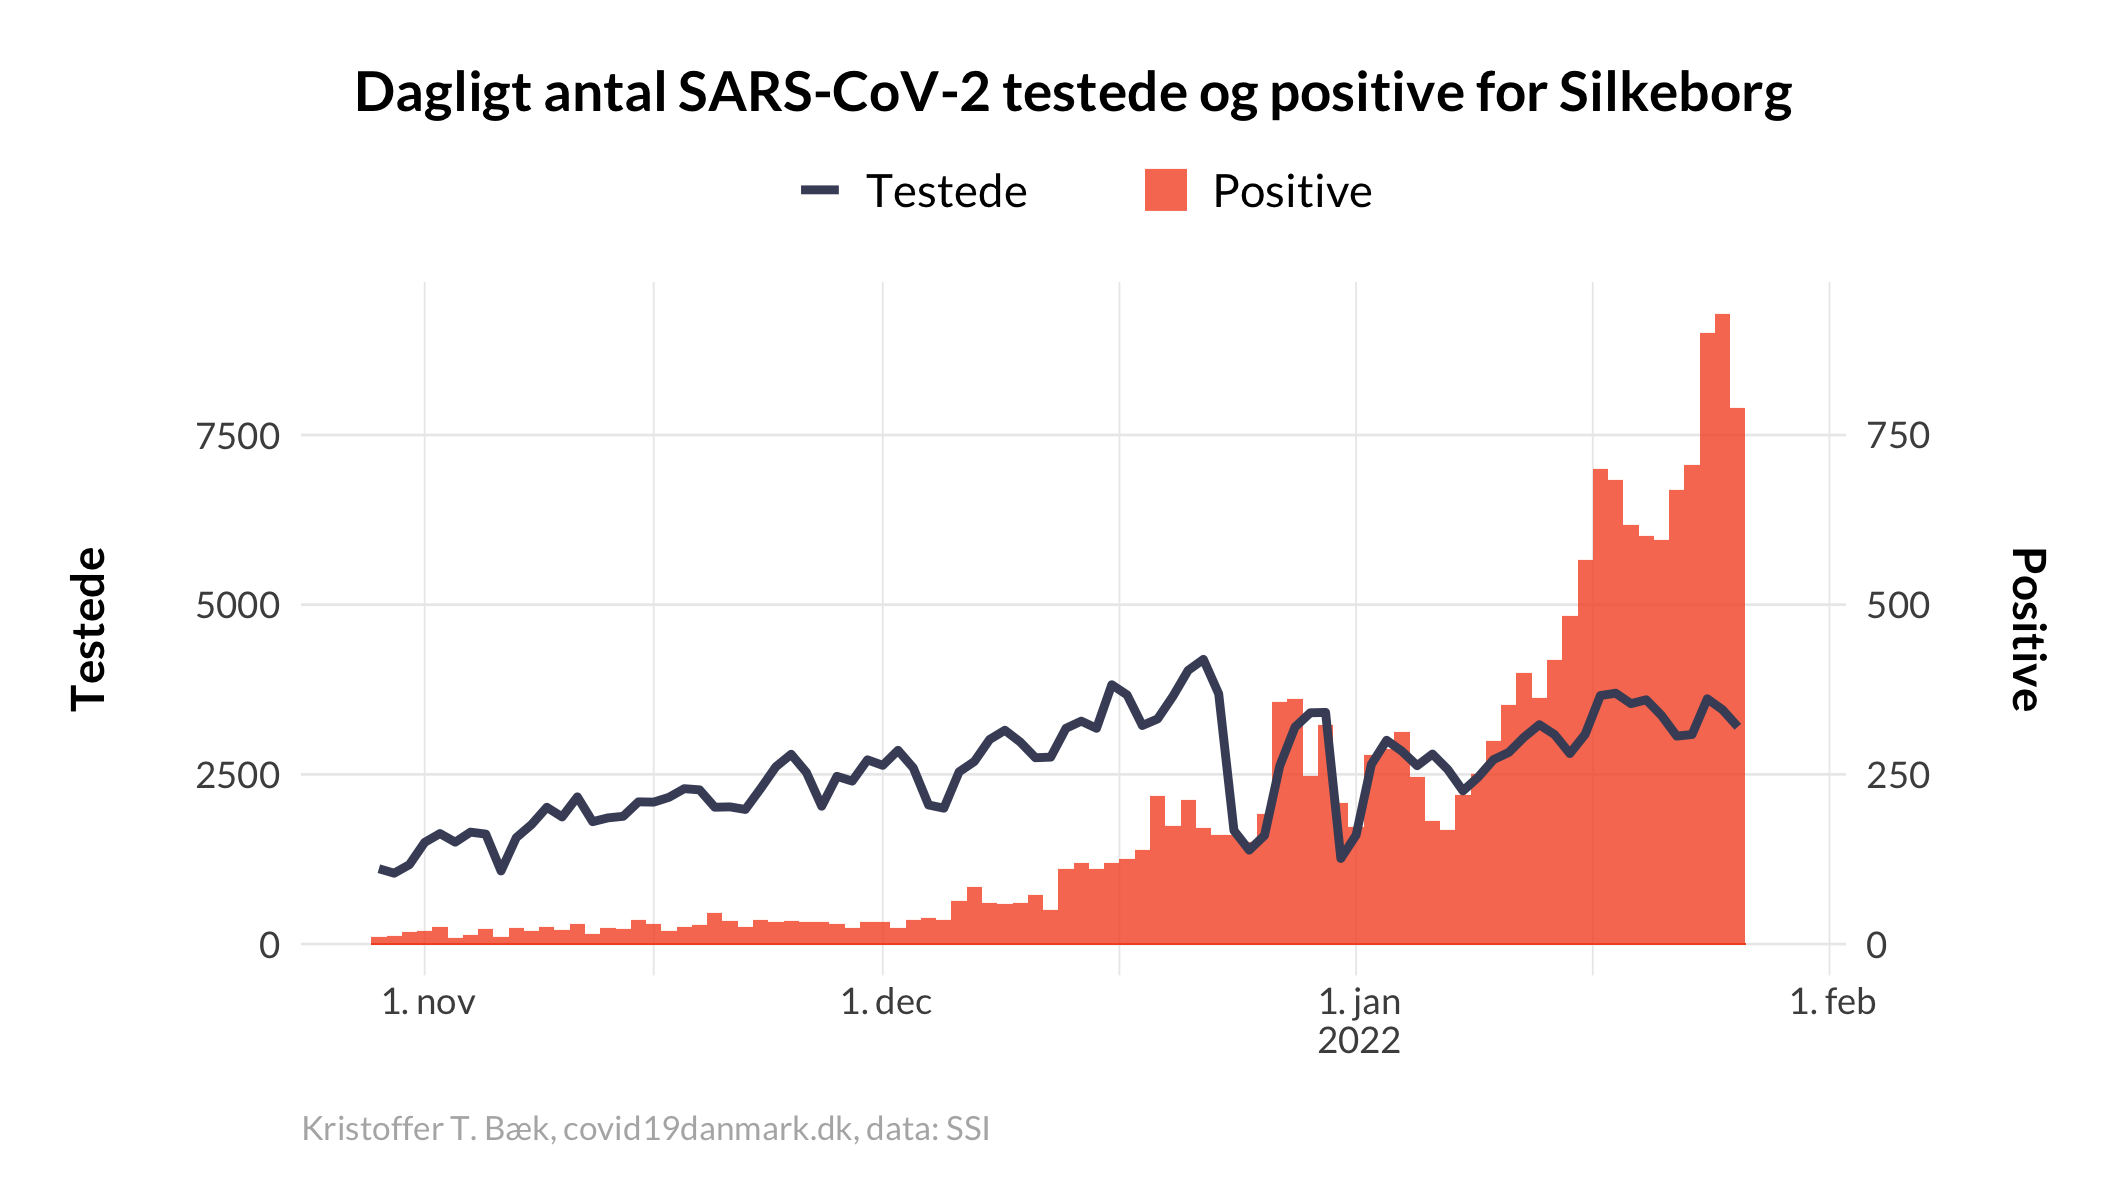 Dagligt antal SARS-CoV-2 testede og positive for Silkeborg
Testede
Positive
7500
5000
2500
0
Testede
750
500
250
0
Positive
1. nov
1. dec
1. jan
2022
1. feb
Kristoffer T. Bæk, covid19danmark.dk, data: SSI